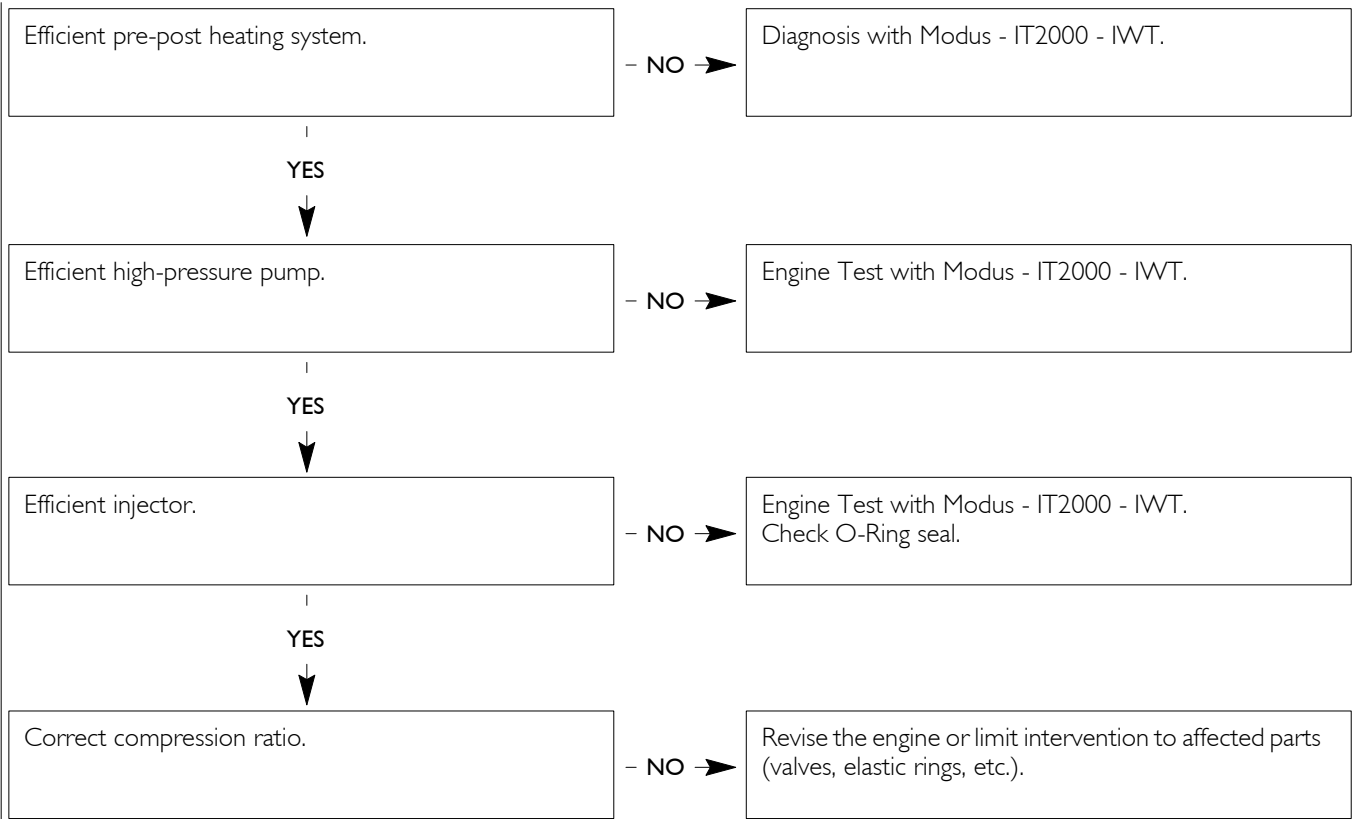 Efficient pre-post heating system.
– NO
Diagnosis with Modus - IT2000 - IWT.
YES
Efficient high-pressure pump.
– NO
Engine Test with Modus - IT2000 - IWT.
YES
Efficient injector.
– NO
Engine Test with Modus - IT2000 - IWT.
Check O-Ring seal.
YES
Correct compression ratio.
– NO
Revise the engine or limit intervention to affected parts
(valves, elastic rings, etc.).